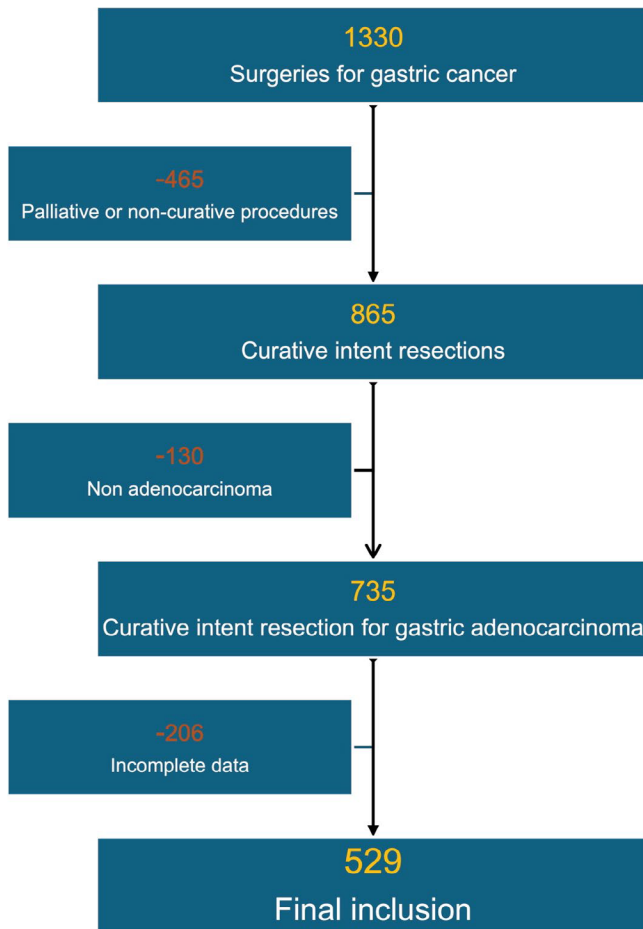 1330
Surgeries for gastric cancer
-465
Palliative or non-curative procedures
865
Curative intent resections
-130
Non adenocarcinoma
735
Curative intent resection for gastric adenocarcinoma
-206
Incomplete data
529
Final inclusion